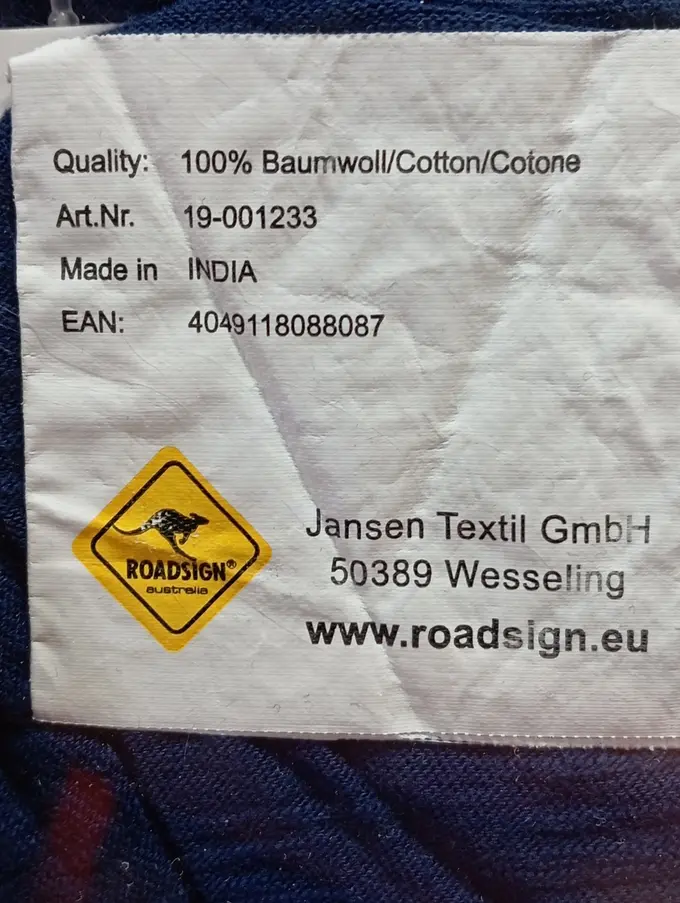 Quality: 100% Baumwoll/Cotton/Cotone
Art.Nr. 19-001233
Made in INDIA
EAN: 4049118088087
ROADSIGN®
australia
Jansen Textil GmbH
50389 Wesseling
www.roadsign.eu